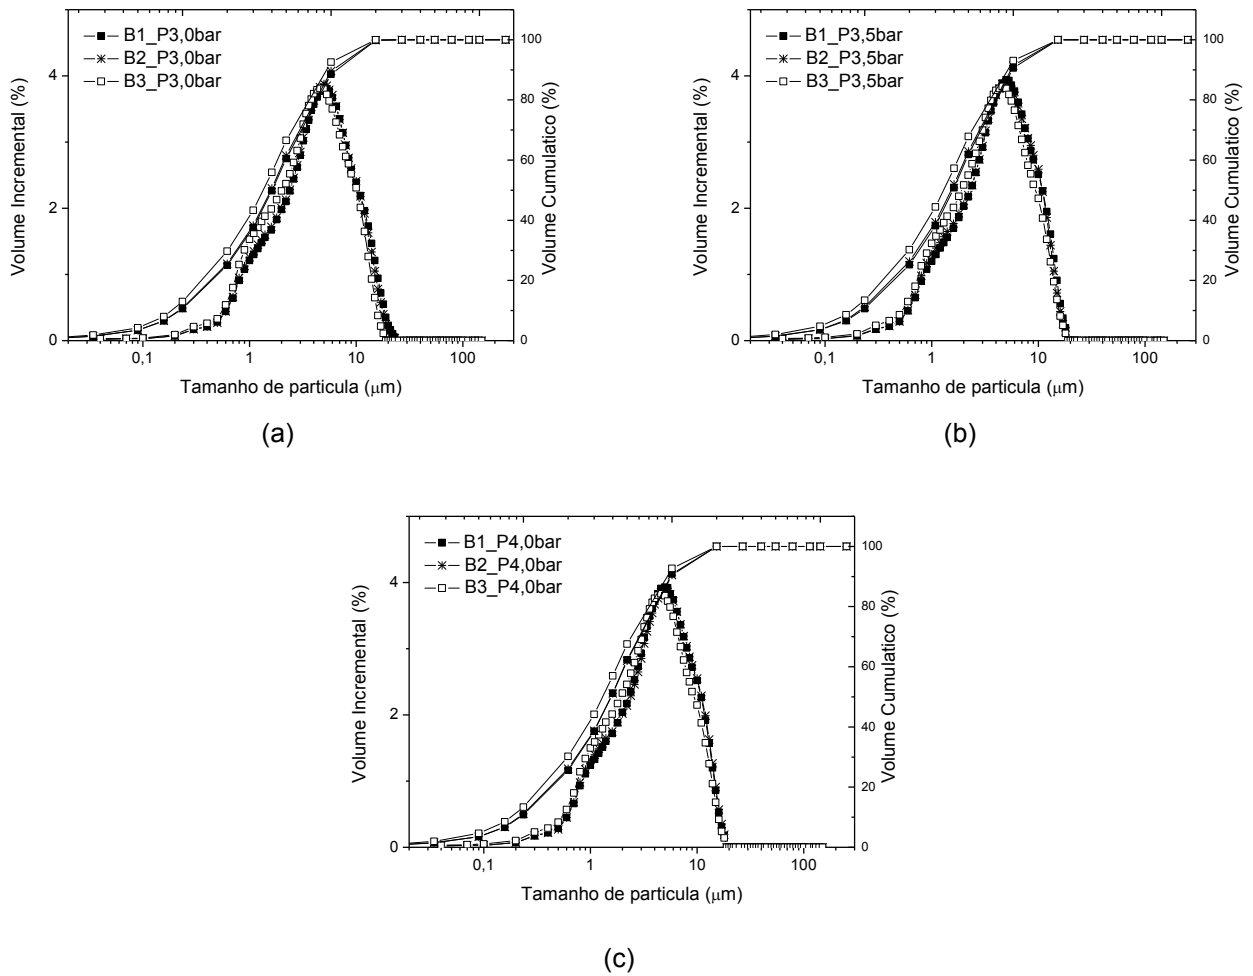 B1_P3,0bar
B2_P3,0bar
B3_P3,0bar
Volume Incremental (%)
4
2
0
100
80
60
40
20
0
Volume Cumulatico (%)
0,1 1 10 100
Tamanho de particula (μm)
(a)
B1_P3,5bar
B2_P3,5bar
B3_P3,5bar
Volume Incremental (%)
4
2
0
100
80
60
40
20
0
Volume Cumulatico (%)
0,1 1 10 100
Tamanho de particula (μm)
(b)
B1_P4,0bar
B2_P4,0bar
B3_P4,0bar
Volume Incremental (%)
4
2
0
100
80
60
40
20
0
Volume Cumulatico (%)
0,1 1 10 100
Tamanho de particula (μm)
(c)